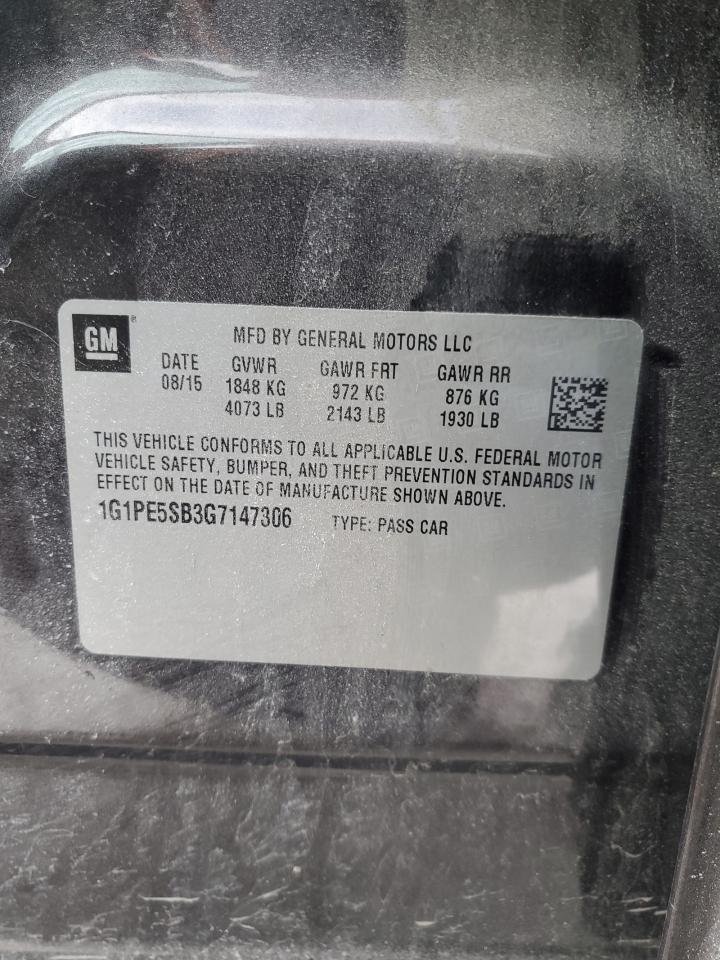 GM
MFD BY GENERAL MOTORS LLC
DATE GVWR GAWR FRT GAWR RR
08/15 1848 KG 972 KG 876 KG
4073 LB 2143 LB 1930 LB
THIS VEHICLE CONFORMS TO ALL APPLICABLE U.S. FEDERAL MOTOR
VEHICLE SAFETY, BUMPER, AND THEFT PREVENTION STANDARDS IN
EFFECT ON THE DATE OF MANUFACTURE SHOWN ABOVE.
1G1PE5SB3G7147306 TYPE: PASS CAR